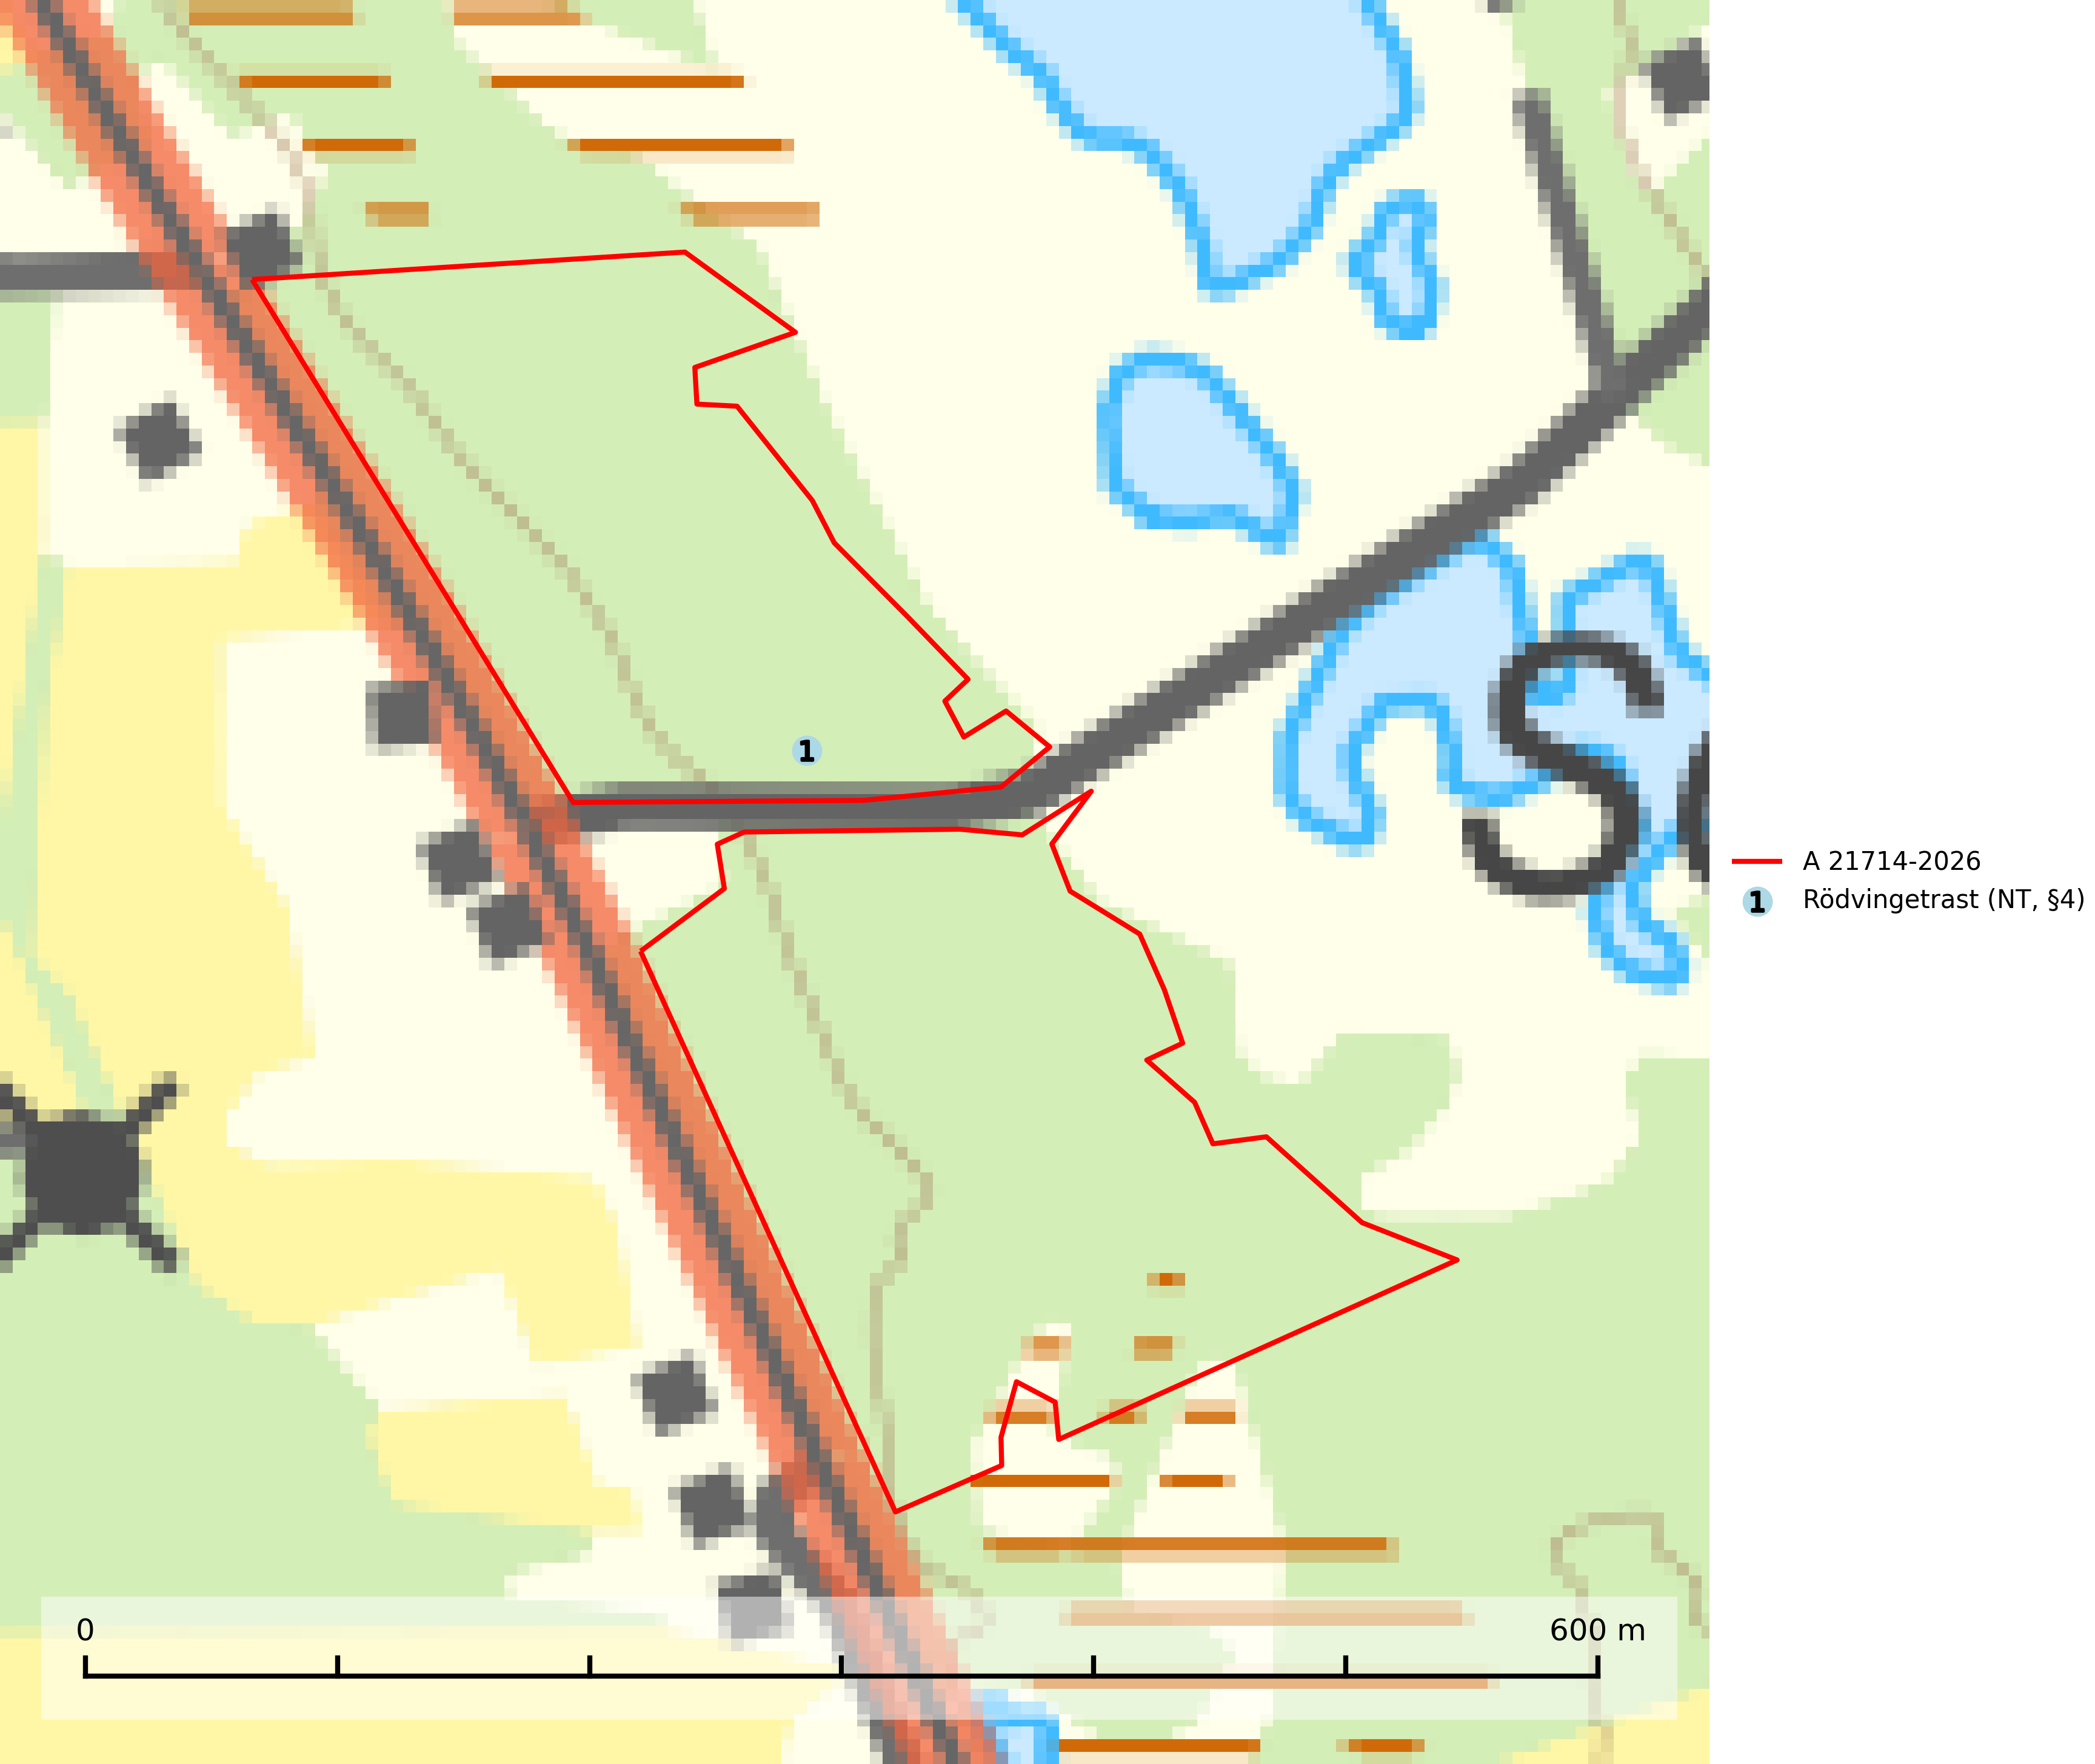 1
S
A 21714-2026
1 Rödvingetrast (NT, §4)
0 600 m